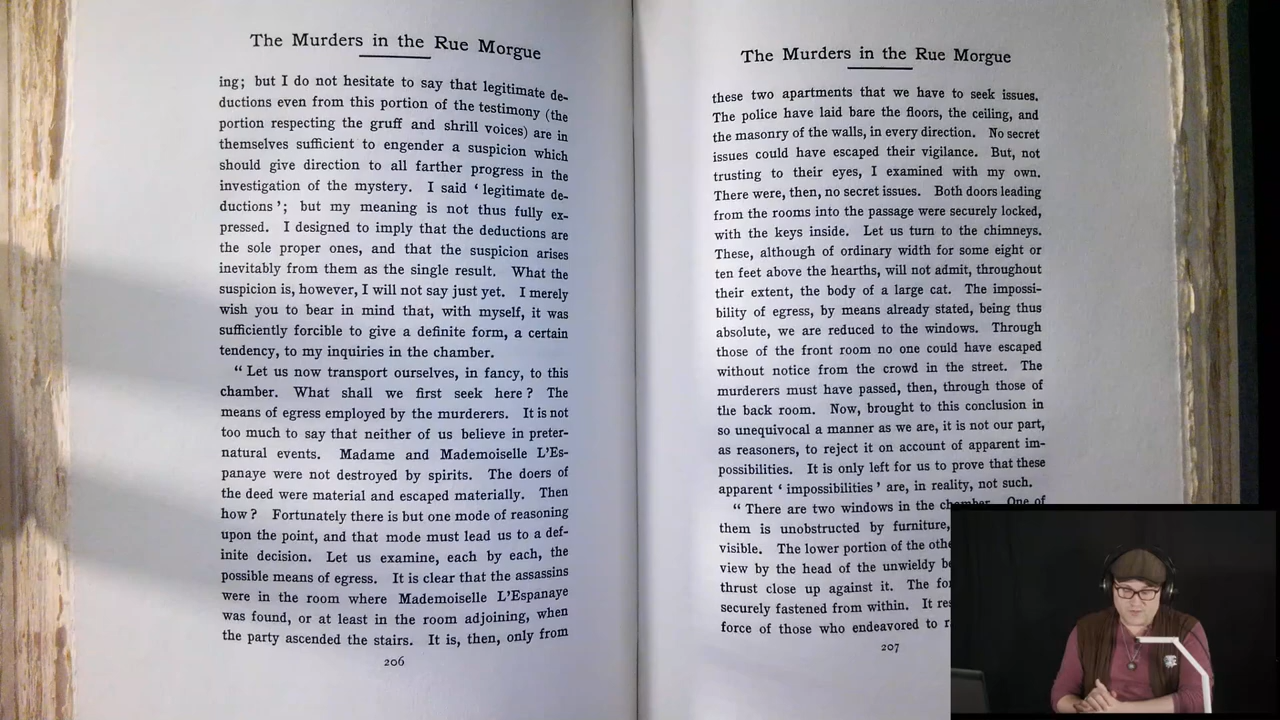 The Murders in the Rue Morgue
ing; but I do not hesitate to say that legitimate de-
ductions even from this portion of the testimony (the
portion respecting the gruff and shrill voices) are in
themselves sufficient to engender a suspicion which
should give direction to all farther progress in the
investigation of the mystery. I said ‘ legitimate de-
ductions ’; but my meaning is not thus fully ex-
pressed. I designed to imply that the deductions are
the sole proper ones, and that the suspicion arises
inevitably from them as the single result. What the
suspicion is, however, I will not say just yet. I merely
wish you to bear in mind that, with myself, it was
sufficiently forcible to give a definite form, a certain
tendency, to my inquiries in the chamber.
“ Let us now transport ourselves, in fancy, to this
chamber. What shall we first seek here ? The
means of egress employed by the murderers. It is not
too much to say that neither of us believe in preter-
natural events. Madame and Mademoiselle L’Es-
panaye were not destroyed by spirits. The doers of
the deed were material and escaped materially. Then
how ? Fortunately there is but one mode of reasoning
upon the point, and that mode must lead us to a def-
inite decision. Let us examine, each by each, the
possible means of egress. It is clear that the assassins
were in the room where Mademoiselle L’Espanaye
was found, or at least in the room adjoining, when
the party ascended the stairs. It is, then, only from
206
The Murders in the Rue Morgue
these two apartments that we have to seek issues.
The police have laid bare the floors, the ceiling, and
the masonry of the walls, in every direction. No secret
issues could have escaped their vigilance. But, not
trusting to their eyes, I examined with my own.
There were, then, no secret issues. Both doors leading
from the rooms into the passage were securely locked,
with the keys inside. Let us turn to the chimneys.
These, although of ordinary width for some eight or
ten feet above the hearths, will not admit, throughout
their extent, the body of a large cat. The impossi-
bility of egress, by means already stated, being thus
absolute, we are reduced to the windows. Through
those of the front room no one could have escaped
without notice from the crowd in the street. The
murderers must have passed, then, through those of
the back room. Now, brought to this conclusion in
so unequivocal a manner as we are, it is not our part,
as reasoners, to reject it on account of apparent im-
possibilities. It is only left for us to prove that these
apparent ‘ impossibilities ’ are, in reality, not such.
“ There are two windows in the chamber. One of
them is unobstructed by furniture,
visible. The lower portion of the
view by the head of the unwieldy
thrust close up against it. The
securely fastened from within. It
force of those who endeavored to
207